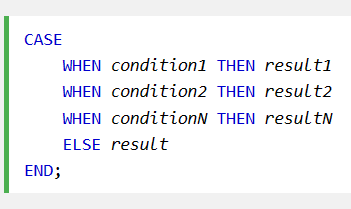 CASE
    WHEN condition1 THEN result1
    WHEN condition2 THEN result2
    WHEN conditionN THEN resultN
    ELSE result
END;